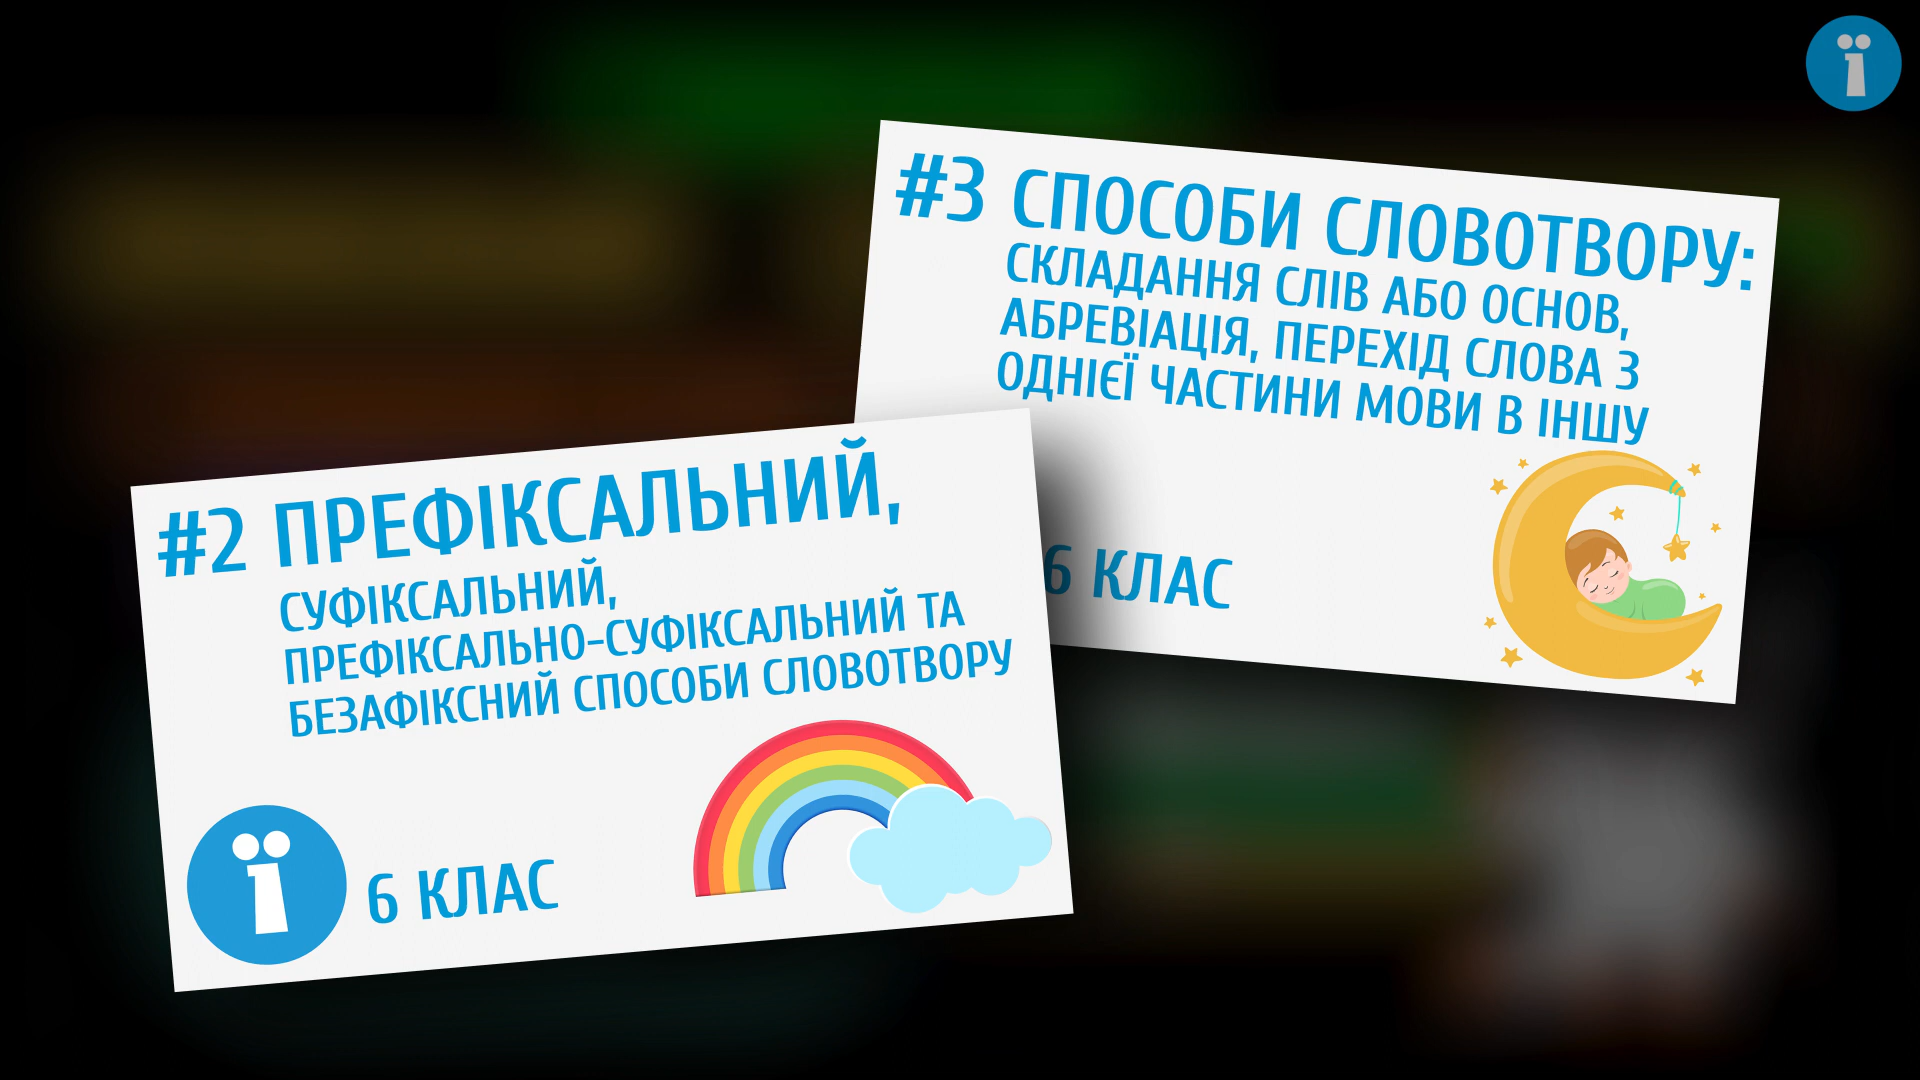 ї
#3 СПОСОБИ СЛОВОТВОРУ:
СКЛАДАННЯ СЛІВ АБО ОСНОВ,
АБРЕВІАЦІЯ, ПЕРЕХІД СЛОВА З
ОДНІЄЇ ЧАСТИНИ МОВИ В ІНШУ
6 КЛАС
#2 ПРЕФІКСАЛЬНИЙ,
СУФІКСАЛЬНИЙ,
ПРЕФІКСАЛЬНО-СУФІКСАЛЬНИЙ ТА
БЕЗАФІКСНИЙ СПОСОБИ СЛОВОТВОРУ
ї
6 КЛАС